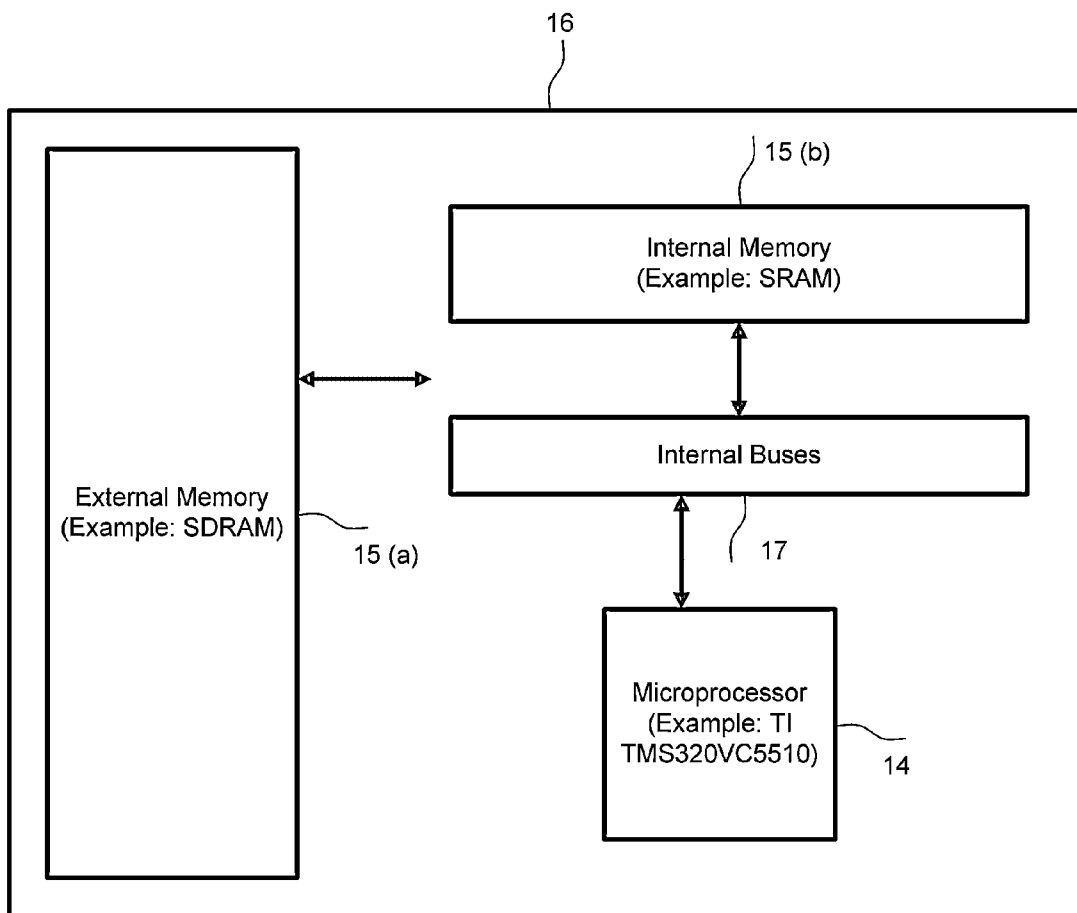 16
15 (b)
Internal Memory
(Example: SRAM)
Internal Buses
External Memory
(Example: SDRAM)
15 (a)
17
Microprocessor
(Example: TI
TMS320VC5510)
14